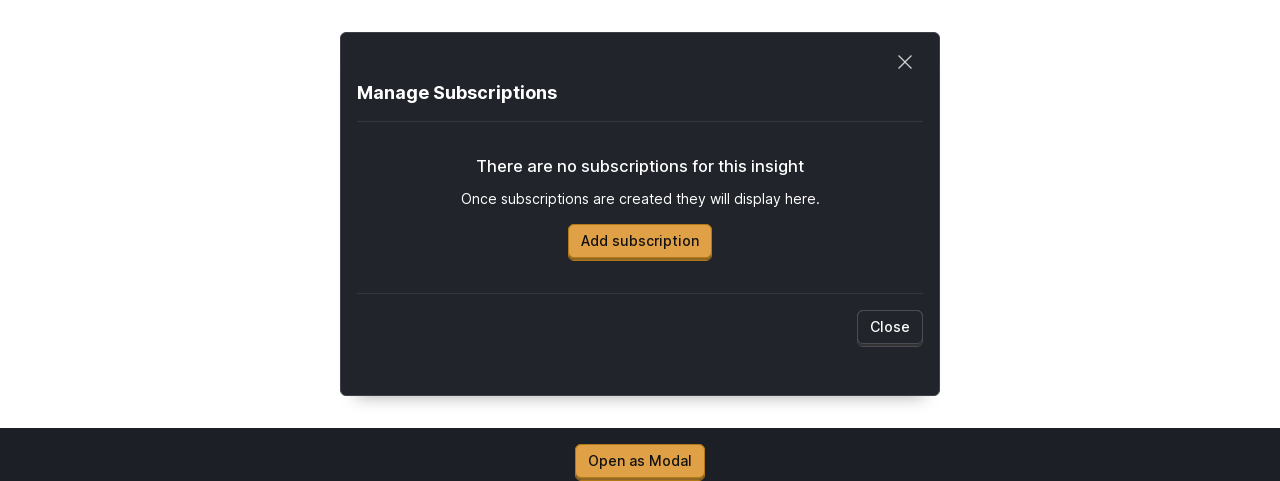 Manage Subscriptions
There are no subscriptions for this insight
Once subscriptions are created they will display here.
Add subscription
Close
Open as Modal